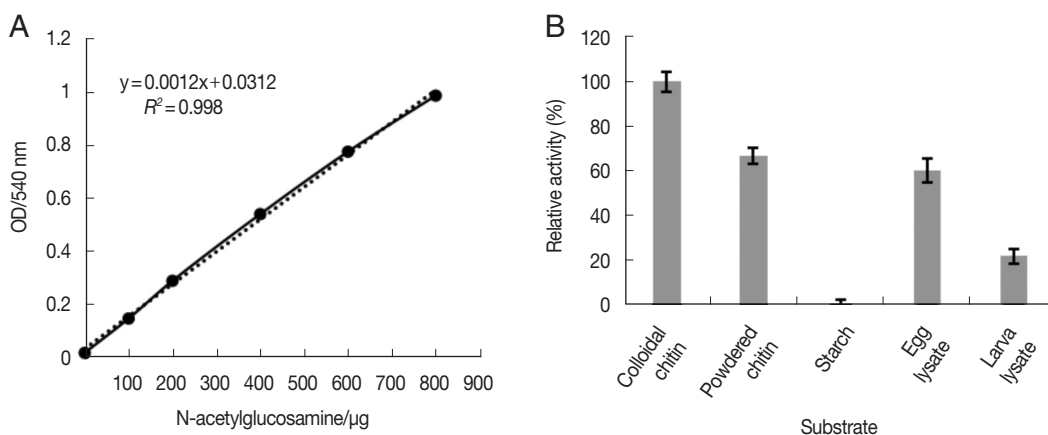 A
1.2
1
0.8
0.6
0.4
0.2
0
OD/540 nm
y=0.0012x+0.0312
R²=0.998
100 200 300 400 500 600 700 800 900
N-acetylglucosamine/µg
B
120
100
80
60
40
20
0
Relative activity (%)
Colloidal
chitin
Powdered
chitin
Starch
Egg
lysate
Larva
lysate
Substrate